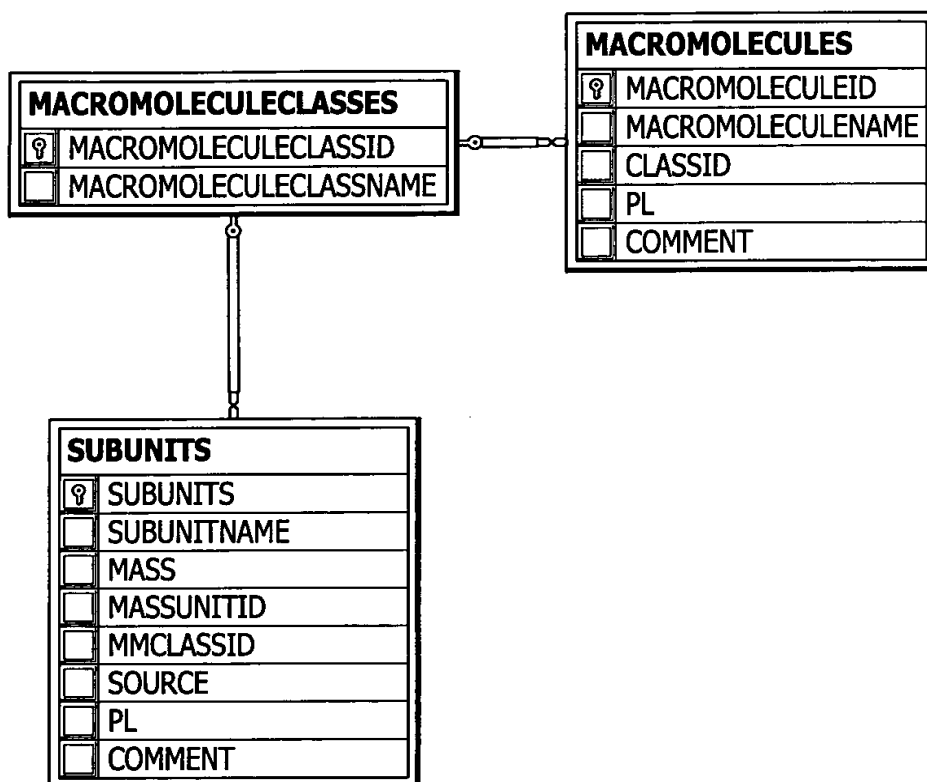 MACROMOLECULECLASSES
MACROMOLECULECLASSID
MACROMOLECULECLASSNAME
MACROMOLECULES
MACROMOLECULEID
MACROMOLECULENAME
CLASSID
PL
COMMENT
SUBUNITS
SUBUNITS
SUBUNITNAME
MASS
MASSUNITID
MMCLASSID
SOURCE
PL
COMMENT